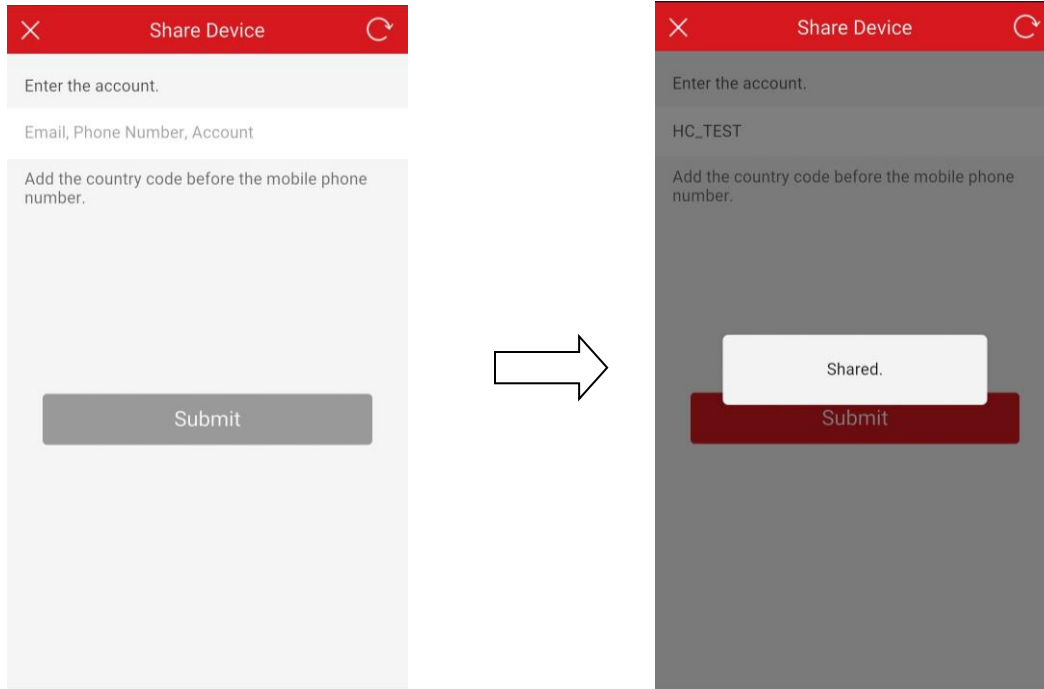 Share Device
Enter the account.
Email, Phone Number, Account
Add the country code before the mobile phone
number.
Submit
Share Device
Enter the account.
HC_TEST
Add the country code before the mobile phone
number.
Shared.
Submit